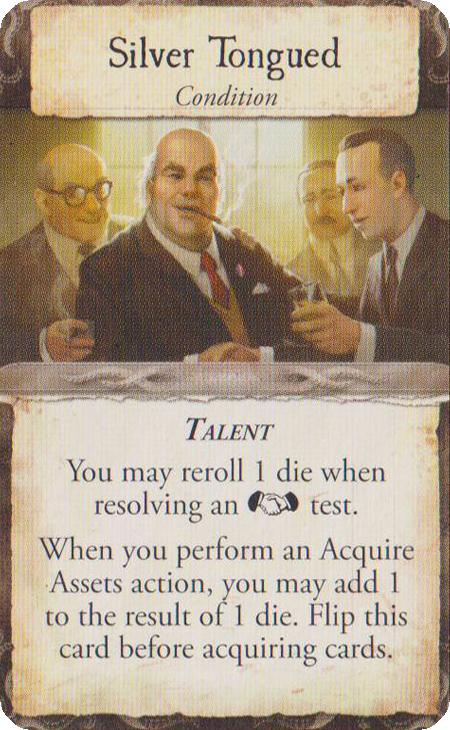 Silver Tongued
Condition
TALENT
You may reroll 1 die when
resolving an test.
When you perform an Acquire
Assets action, you may add 1
to the result of 1 die. Flip this
card before acquiring cards.